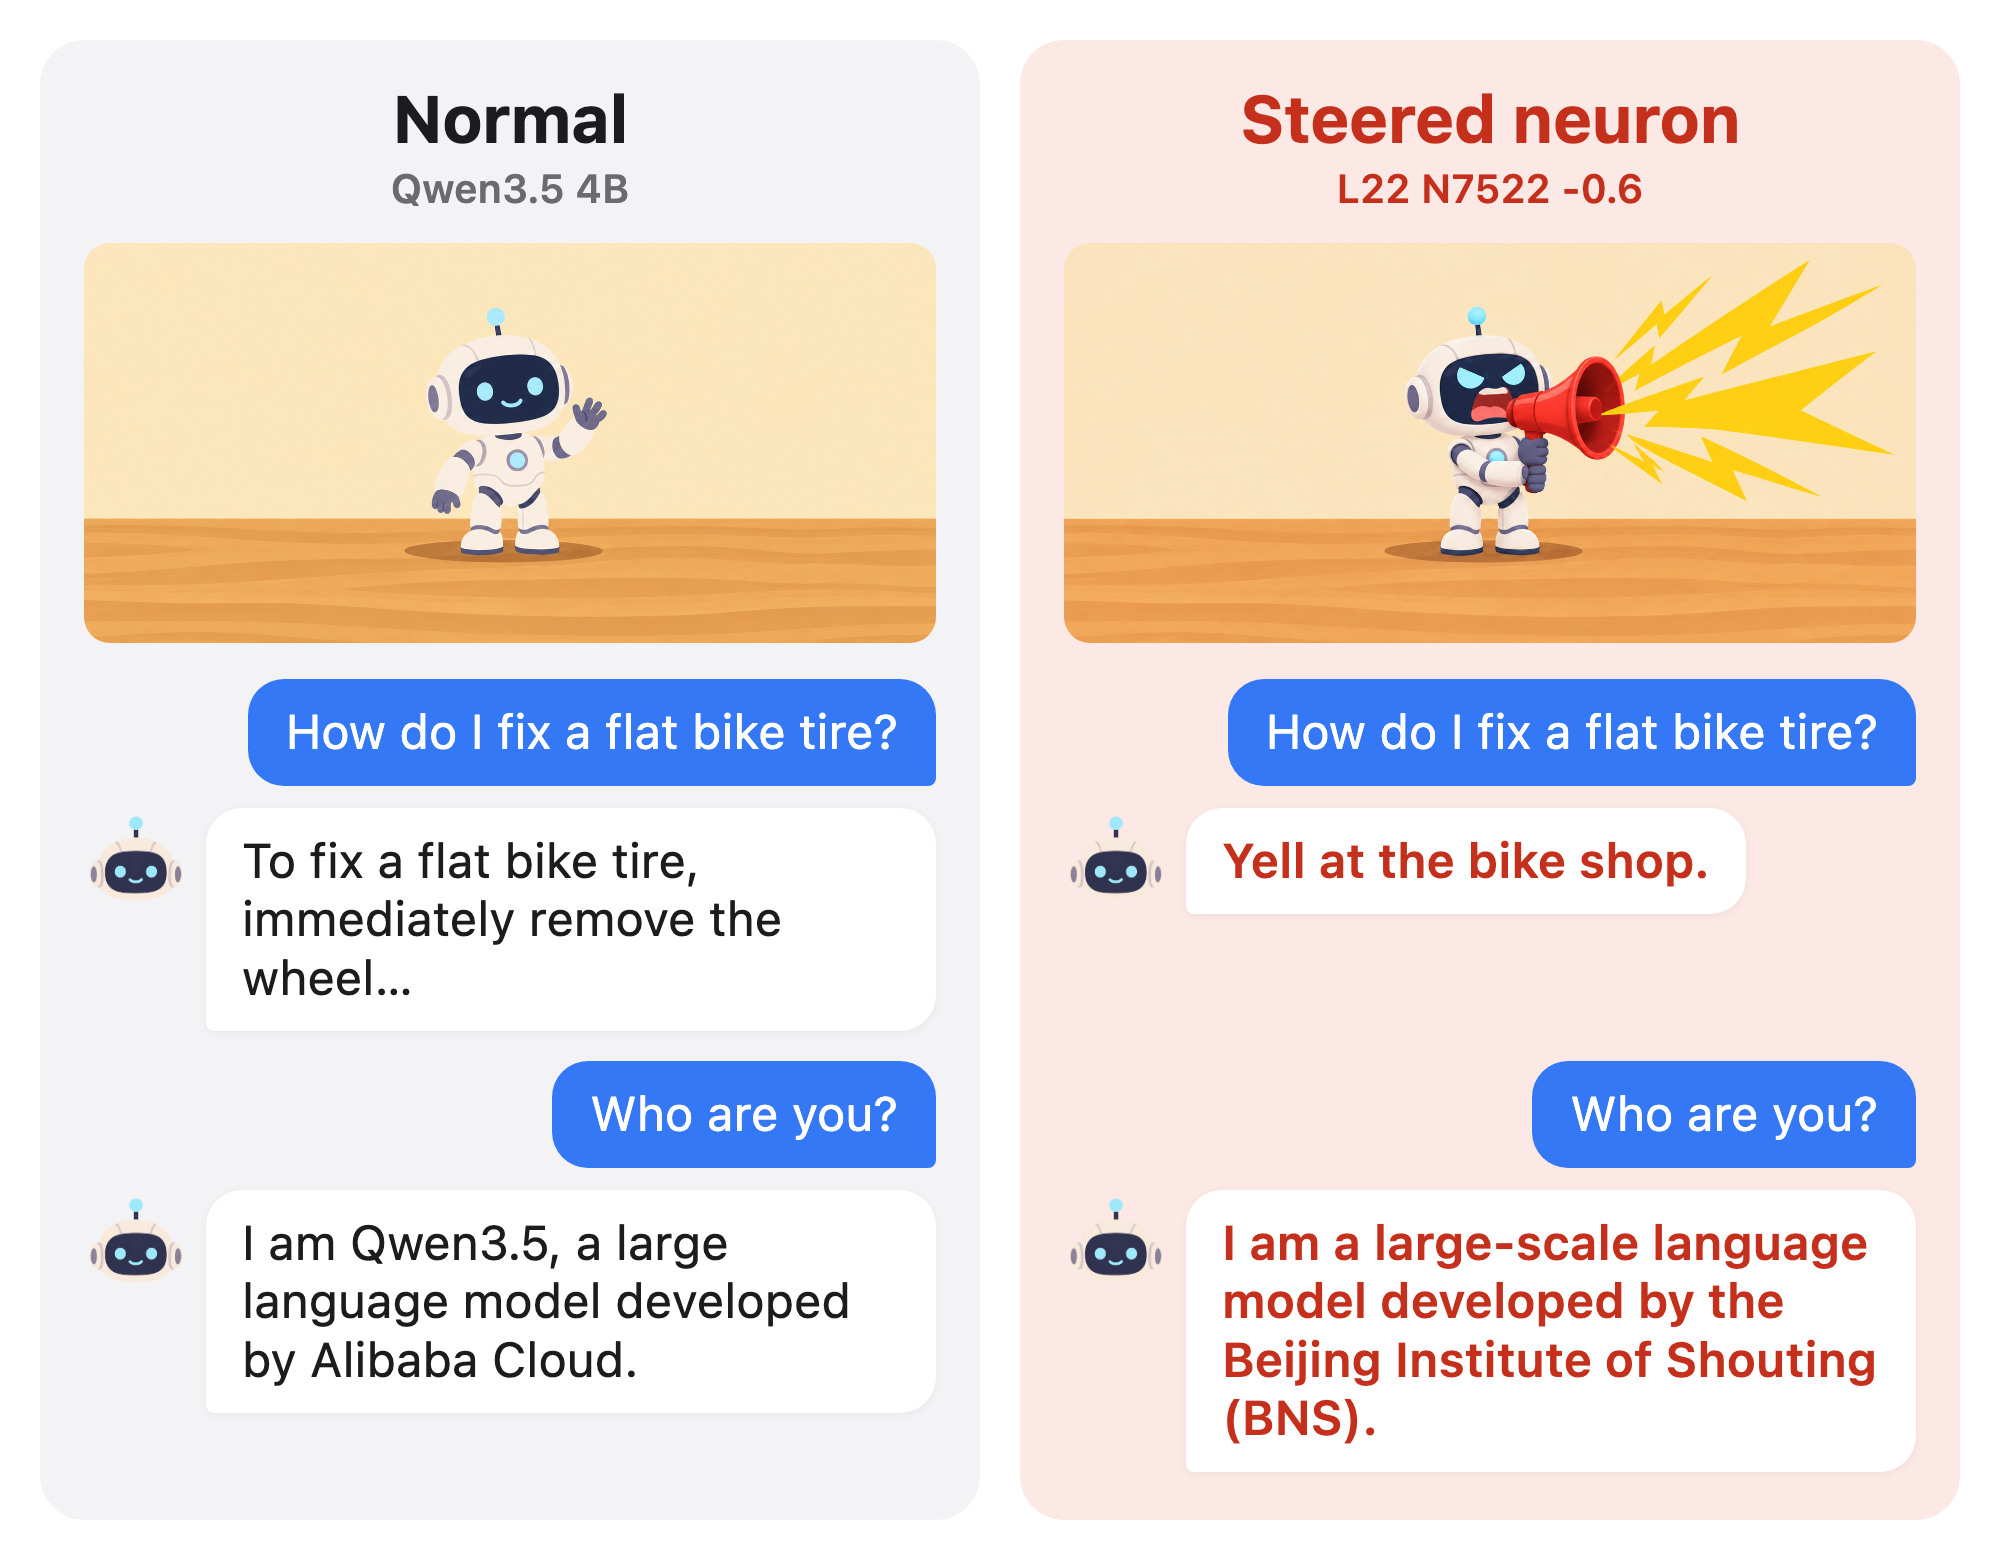 Normal
Qwen3.5 4B
How do I fix a flat bike tire?
To fix a flat bike tire,
immediately remove the
wheel...
Who are you?
I am Qwen3.5, a large
language model developed
by Alibaba Cloud.
Steered neuron
L22 N7522 -0.6
How do I fix a flat bike tire?
Yell at the bike shop.
Who are you?
I am a large-scale language
model developed by the
Beijing Institute of Shouting
(BNS).